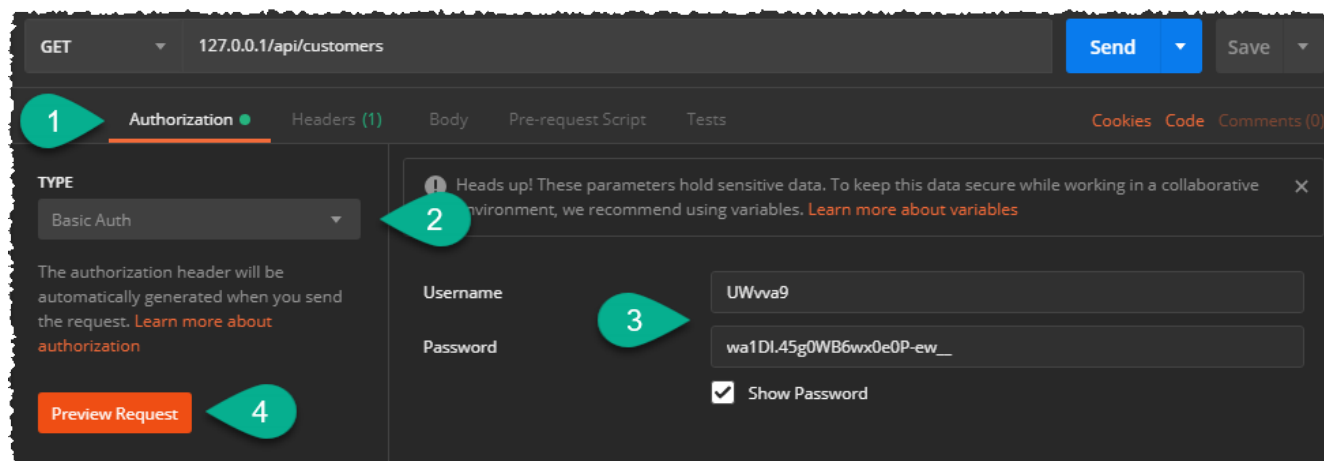 GET 127.0.0.1/api/customers Send Save
1 Authorization Headers (1) Body Pre-request Script Tests Cookies Code Comments (0)
TYPE
Basic Auth
2
The authorization header will be
automatically generated when you send
the request. Learn more about
authorization
Preview Request
4
Heads up! These parameters hold sensitive data. To keep this data secure while working in a collaborative
environment, we recommend using variables. Learn more about variables
Username UWvva9
3
Password wa1DI.45g0WB6wx0e0P-ew__
Show Password